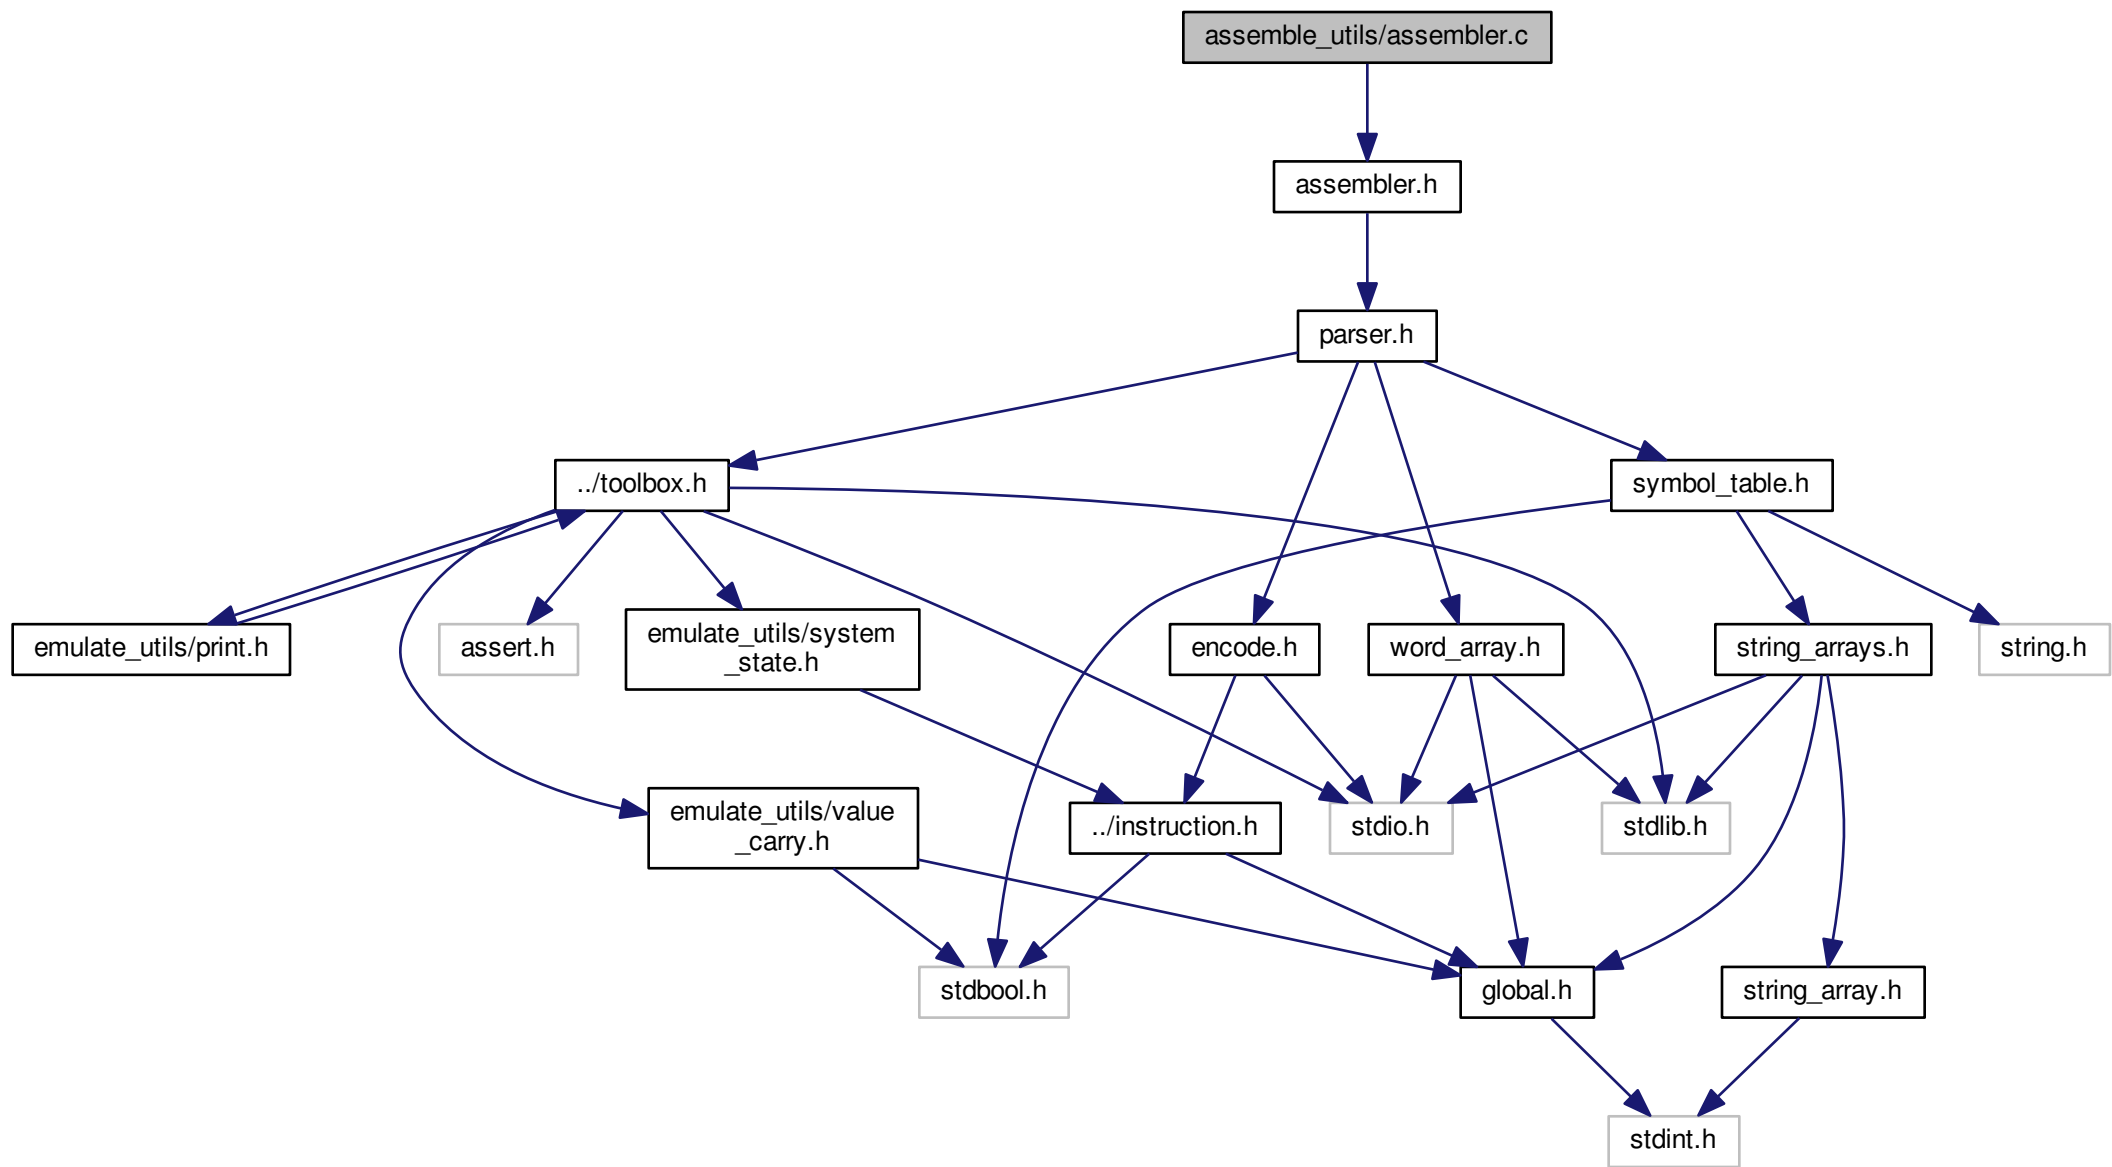 assemble_utils/assembler.c
assembler.h
parser.h
../toolbox.h
symbol_table.h
emulate_utils/print.h
assert.h
emulate_utils/system
_state.h
encode.h
word_array.h
string_arrays.h
string.h
emulate_utils/value
_carry.h
../instruction.h
stdio.h
stdlib.h
stdbool.h
global.h
string_array.h
stdint.h